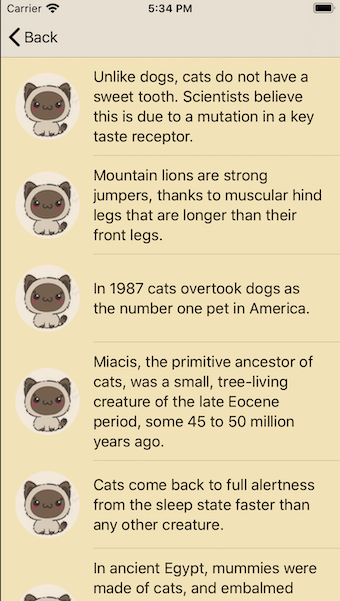 Carrier 5:34 PM
Back
Unlike dogs, cats do not have a
sweet tooth. Scientists believe
this is due to a mutation in a key
taste receptor.
Mountain lions are strong
jumpers, thanks to muscular hind
legs that are longer than their
front legs.
In 1987 cats overtook dogs as
the number one pet in America.
Miacis, the primitive ancestor of
cats, was a small, tree-living
creature of the late Eocene
period, some 45 to 50 million
years ago.
Cats come back to full alertness
from the sleep state faster than
any other creature.
In ancient Egypt, mummies were
made of cats, and embalmed